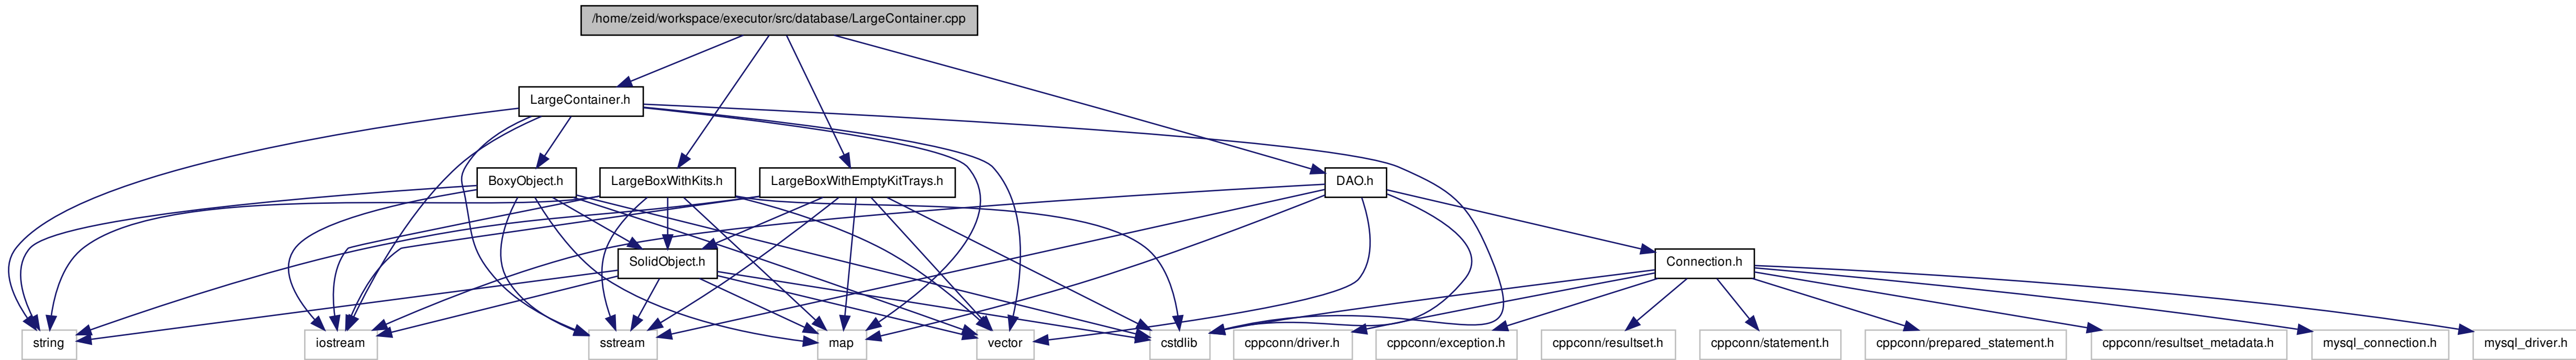 /home/zeid/workspace/executor/src/database/LargeContainer.cpp
LargeContainer.h
BoxyObject.h
LargeBoxWithKits.h
LargeBoxWithEmptyKitTrays.h
DAO.h
SolidObject.h
Connection.h
string
iostream
sstream
map
vector
cstdlib
cppconn/driver.h
cppconn/exception.h
cppconn/resultset.h
cppconn/statement.h
cppconn/prepared_statement.h
cppconn/resultset_metadata.h
mysql_connection.h
mysql_driver.h